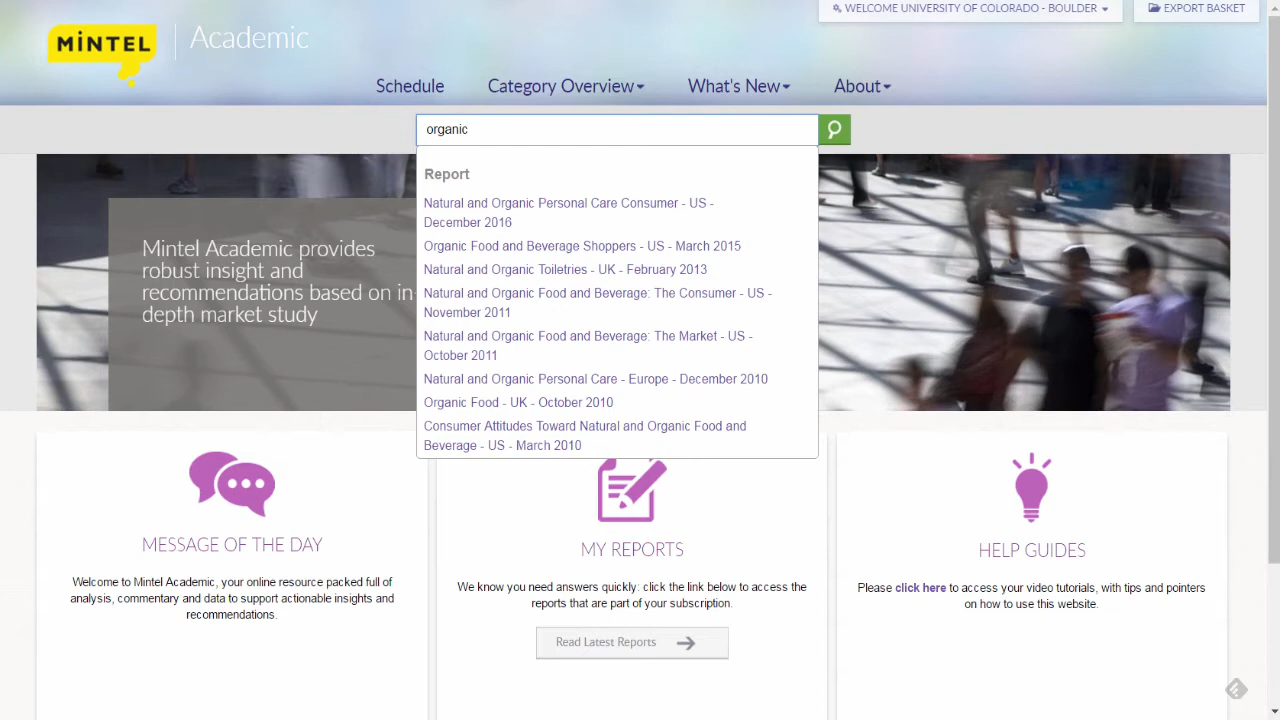 WELCOME UNIVERSITY OF COLORADO - BOULDER
EXPORT BASKET
MiNTEL
Academic
Schedule
Category Overview
What's New
About
organic
Report
Natural and Organic Personal Care Consumer - US -
December 2016
Organic Food and Beverage Shoppers - US - March 2015
Natural and Organic Toiletries - UK - February 2013
Natural and Organic Food and Beverage: The Consumer - US -
November 2011
Natural and Organic Food and Beverage: The Market - US -
October 2011
Natural and Organic Personal Care - Europe - December 2010
Organic Food - UK - October 2010
Consumer Attitudes Toward Natural and Organic Food and
Beverage - US - March 2010
Mintel Academic provides
robust insight and
recommendations based on in-
depth market study
MESSAGE OF THE DAY
Welcome to Mintel Academic, your online resource packed full of
analysis, commentary and data to support actionable insights and
recommendations.
MY REPORTS
We know you need answers quickly: click the link below to access the
reports that are part of your subscription.
Read Latest Reports
HELP GUIDES
Please click here to access your video tutorials, with tips and pointers
on how to use this website.